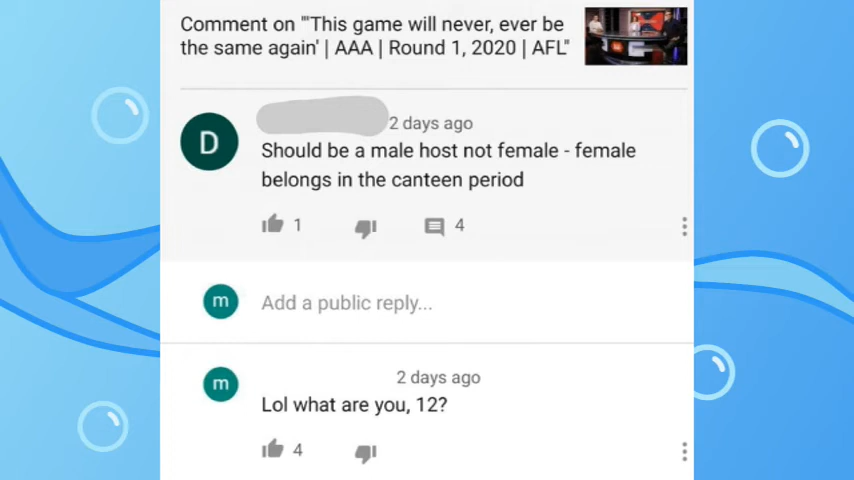 Comment on "'This game will never, ever be
the same again' | AAA | Round 1, 2020 | AFL"
D
2 days ago
Should be a male host not female - female
belongs in the canteen period
1
4
m
Add a public reply...
m
2 days ago
Lol what are you, 12?
4